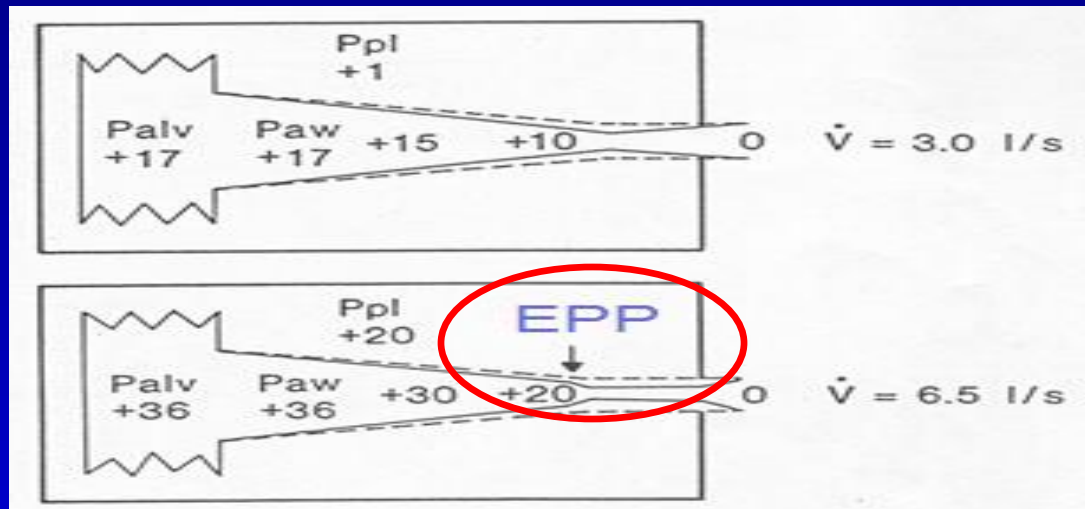 Ppl
+1
Palv Paw +15 +10 0 V̇ = 3.0 l/s
+17 +17
Ppl EPP
+20
Palv Paw +30 +20 0 V̇ = 6.5 l/s
+36 +36